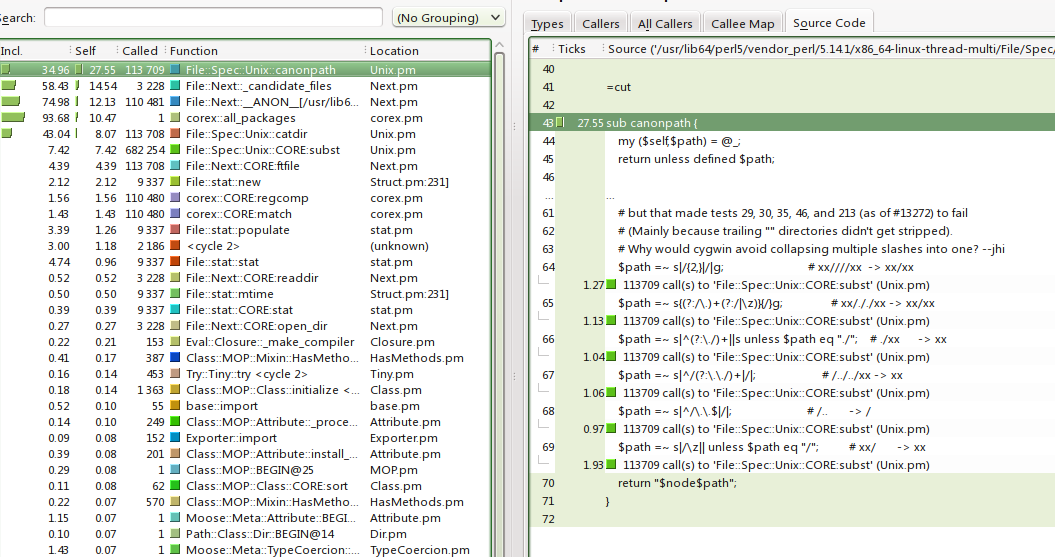 Search: (No Grouping)
Incl. Self Called Function Location
34.96 27.55 113 709 File::Spec::Unix::canonpath Unix.pm
58.43 14.54 3 228 File::Next::_candidate_files Next.pm
74.98 12.13 110 481 File::Next::__ANON__[/usr/lib6... Next.pm
93.68 10.47 1 corex::all_packages corex.pm
43.04 8.07 113 708 File::Spec::Unix::catdir Unix.pm
7.42 7.42 682 254 File::Spec::Unix::CORE:subst Unix.pm
4.39 4.39 113 708 File::Next::CORE:ftfile Next.pm
2.12 2.12 9 337 File::stat::new Struct.pm:231]
1.56 1.56 110 480 corex::CORE:regcomp corex.pm
1.43 1.43 110 480 corex::CORE:match corex.pm
3.39 1.26 9 337 File::stat::populate stat.pm
3.00 1.18 2 186 <cycle 2> (unknown)
4.74 0.96 9 337 File::stat::stat stat.pm
0.52 0.52 3 228 File::Next::CORE:readdir Next.pm
0.50 0.50 9 337 File::stat::mtime Struct.pm:231]
0.39 0.39 9 337 File::stat::CORE:stat stat.pm
0.27 0.27 3 228 File::Next::CORE:open_dir Next.pm
0.22 0.21 153 Eval::Closure::_make_compiler Closure.pm
0.41 0.17 387 Class::MOP::Mixin::HasMetho... HasMethods.pm
0.16 0.14 453 Try::Tiny::try <cycle 2> Tiny.pm
0.18 0.14 1 363 Class::MOP::Class::initialize <... Class.pm
0.52 0.10 55 base::import base.pm
0.14 0.10 249 Class::MOP::Attribute::_proce... Attribute.pm
0.09 0.08 152 Exporter::import Exporter.pm
0.39 0.08 201 Class::MOP::Attribute::install_... Attribute.pm
0.29 0.08 1 Class::MOP::BEGIN@25 MOP.pm
0.11 0.08 62 Class::MOP::Class::CORE:sort Class.pm
0.22 0.07 570 Class::MOP::Mixin::HasMetho... HasMethods.pm
1.15 0.07 1 Moose::Meta::Attribute::BEGI... Attribute.pm
0.10 0.07 1 Path::Class::Dir::BEGIN@14 Dir.pm
1.43 0.07 1 Moose::Meta::TypeCoercion::... TypeCoercion.pm
Types Callers All Callers Callee Map Source Code
# Ticks Source ('/usr/lib64/perl5/vendor_perl/5.14.1/x86_64-linux-thread-multi/File/Spec/
40
41 =cut
42
43 27.55 sub canonpath {
44 my ($self,$path) = @_;
45 return unless defined $path;
46
... ...
61 # but that made tests 29, 30, 35, 46, and 213 (as of #13272) to fail
62 # (Mainly because trailing "" directories didn't get stripped).
63 # Why would cygwin avoid collapsing multiple slashes into one? --jhi
64 $path =~ s|/{2,}|/|g; # xx////xx -> xx/xx
1.27 113709 call(s) to 'File::Spec::Unix::CORE:subst' (Unix.pm)
65 $path =~ s{(?:/\.)+(?:/|\z)}{/}g; # xx/././xx -> xx/xx
1.13 113709 call(s) to 'File::Spec::Unix::CORE:subst' (Unix.pm)
66 $path =~ s|^(?:\./)+||s unless $path eq "./"; # ./xx -> xx
1.04 113709 call(s) to 'File::Spec::Unix::CORE:subst' (Unix.pm)
67 $path =~ s|^/(?:\.\./)+|/|; # /../../xx -> xx
1.06 113709 call(s) to 'File::Spec::Unix::CORE:subst' (Unix.pm)
68 $path =~ s|^/\.\.$|/|; # /.. -> /
0.97 113709 call(s) to 'File::Spec::Unix::CORE:subst' (Unix.pm)
69 $path =~ s|/\z|| unless $path eq "/"; # xx/ -> xx
1.93 113709 call(s) to 'File::Spec::Unix::CORE:subst' (Unix.pm)
70 return "$node$path";
71 }
72